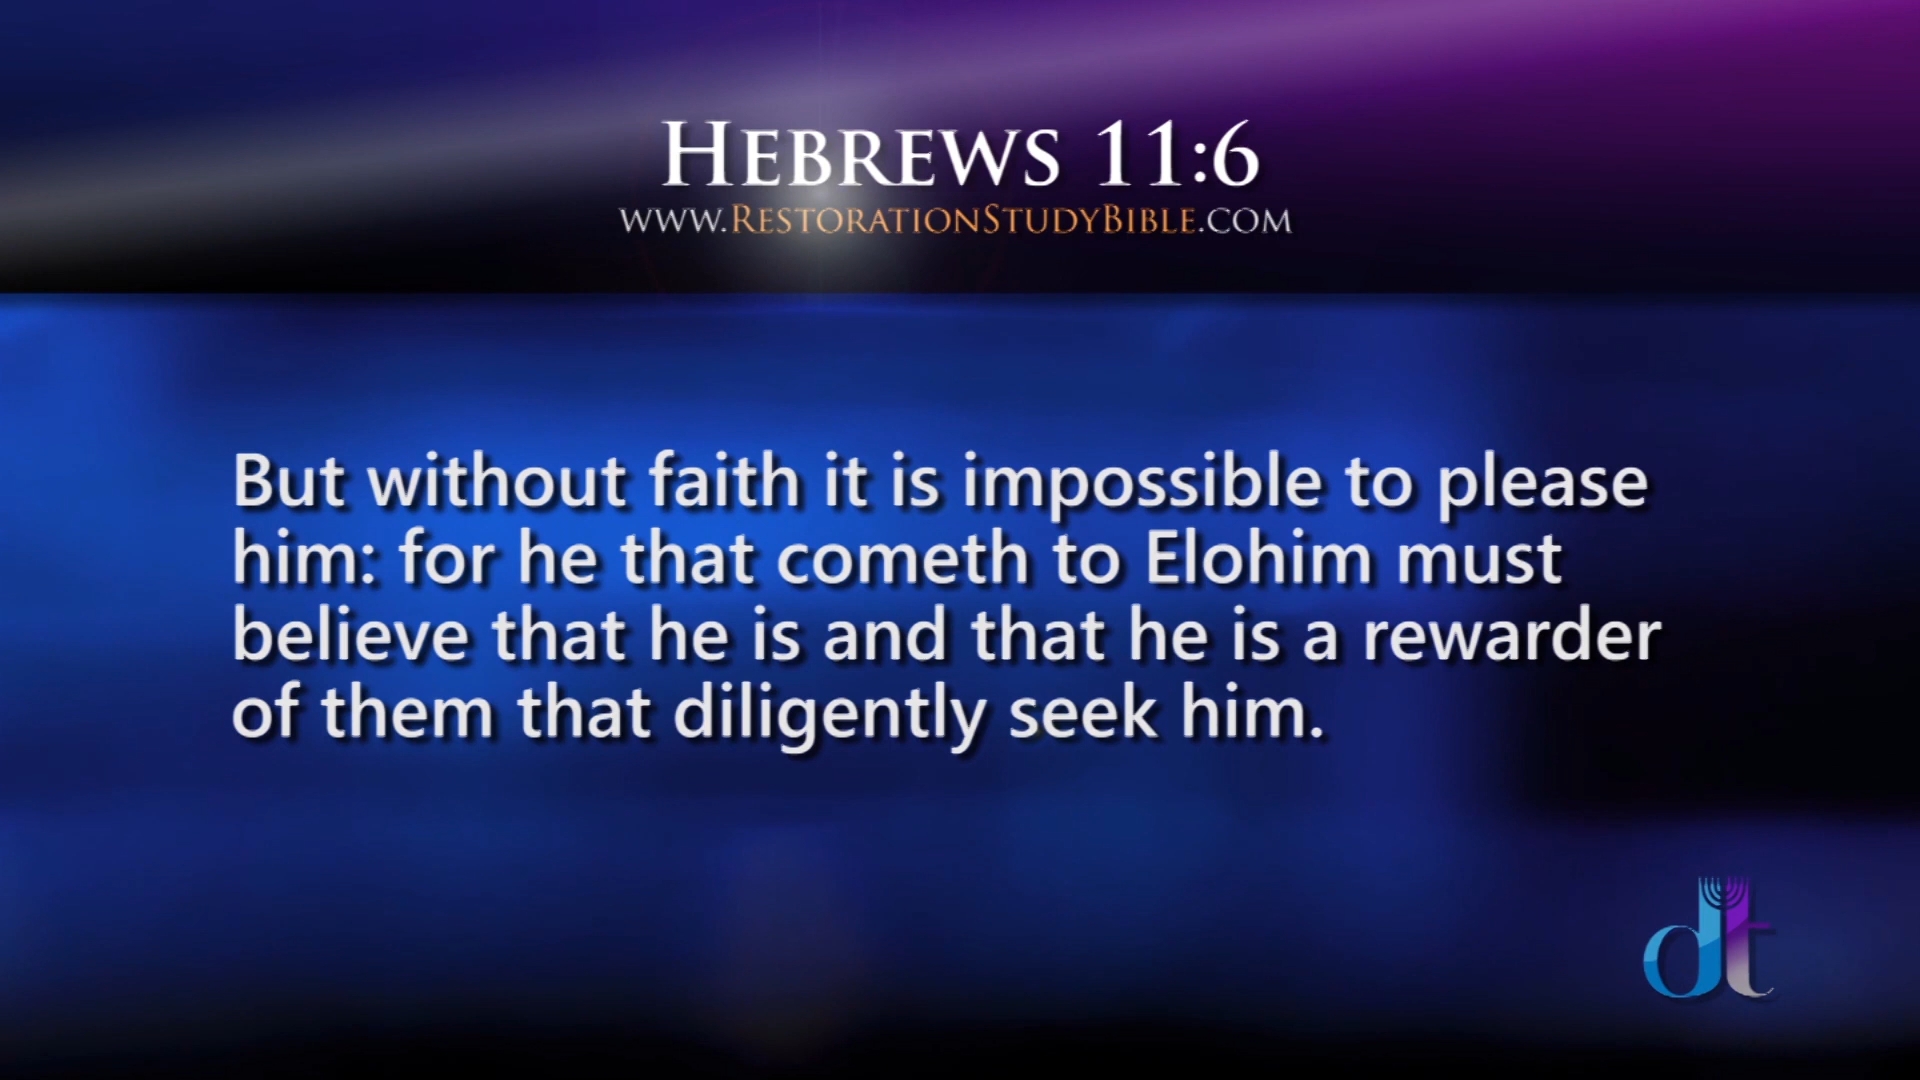 HEBREWS 11:6
WWW.RESTORATIONSTUDYBIBLE.COM
But without faith it is impossible to please
him: for he that cometh to Elohim must
believe that he is and that he is a rewarder
of them that diligently seek him.
dt